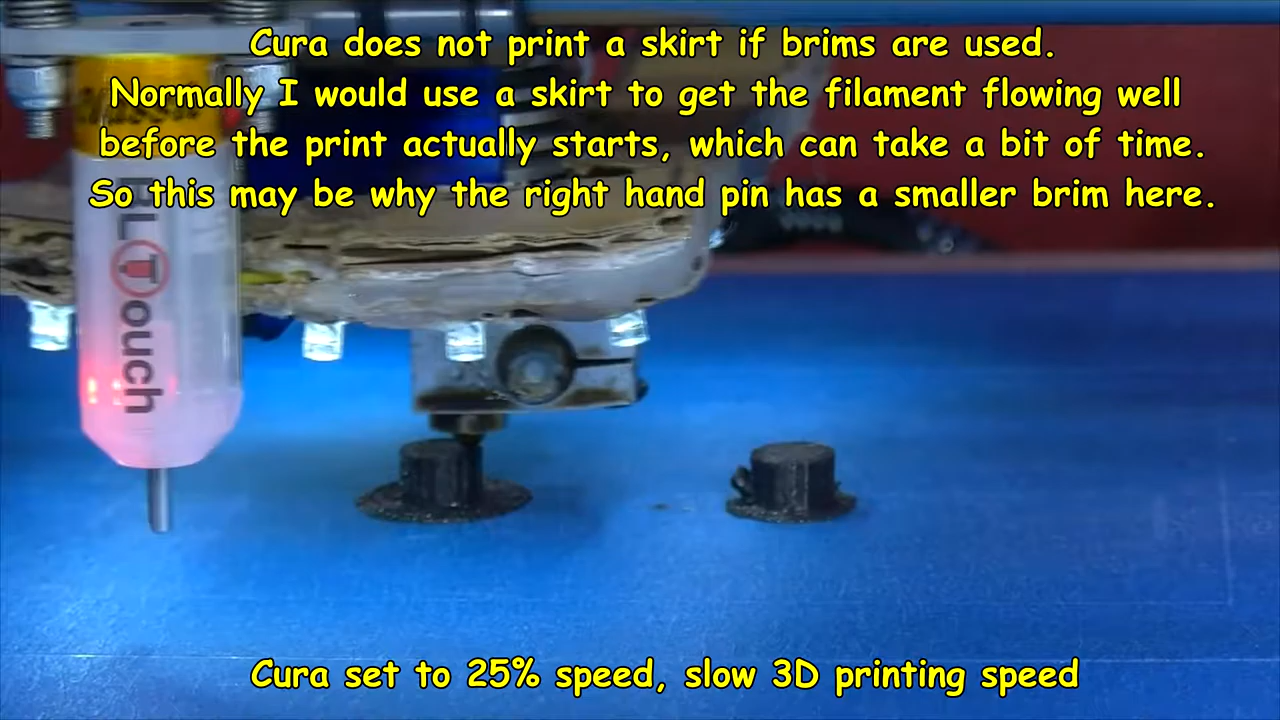 Cura does not print a skirt if brims are used.
Normally I would use a skirt to get the filament flowing well
before the print actually starts, which can take a bit of time.
So this may be why the right hand pin has a smaller brim here.
BLTouch
Cura set to 25% speed, slow 3D printing speed